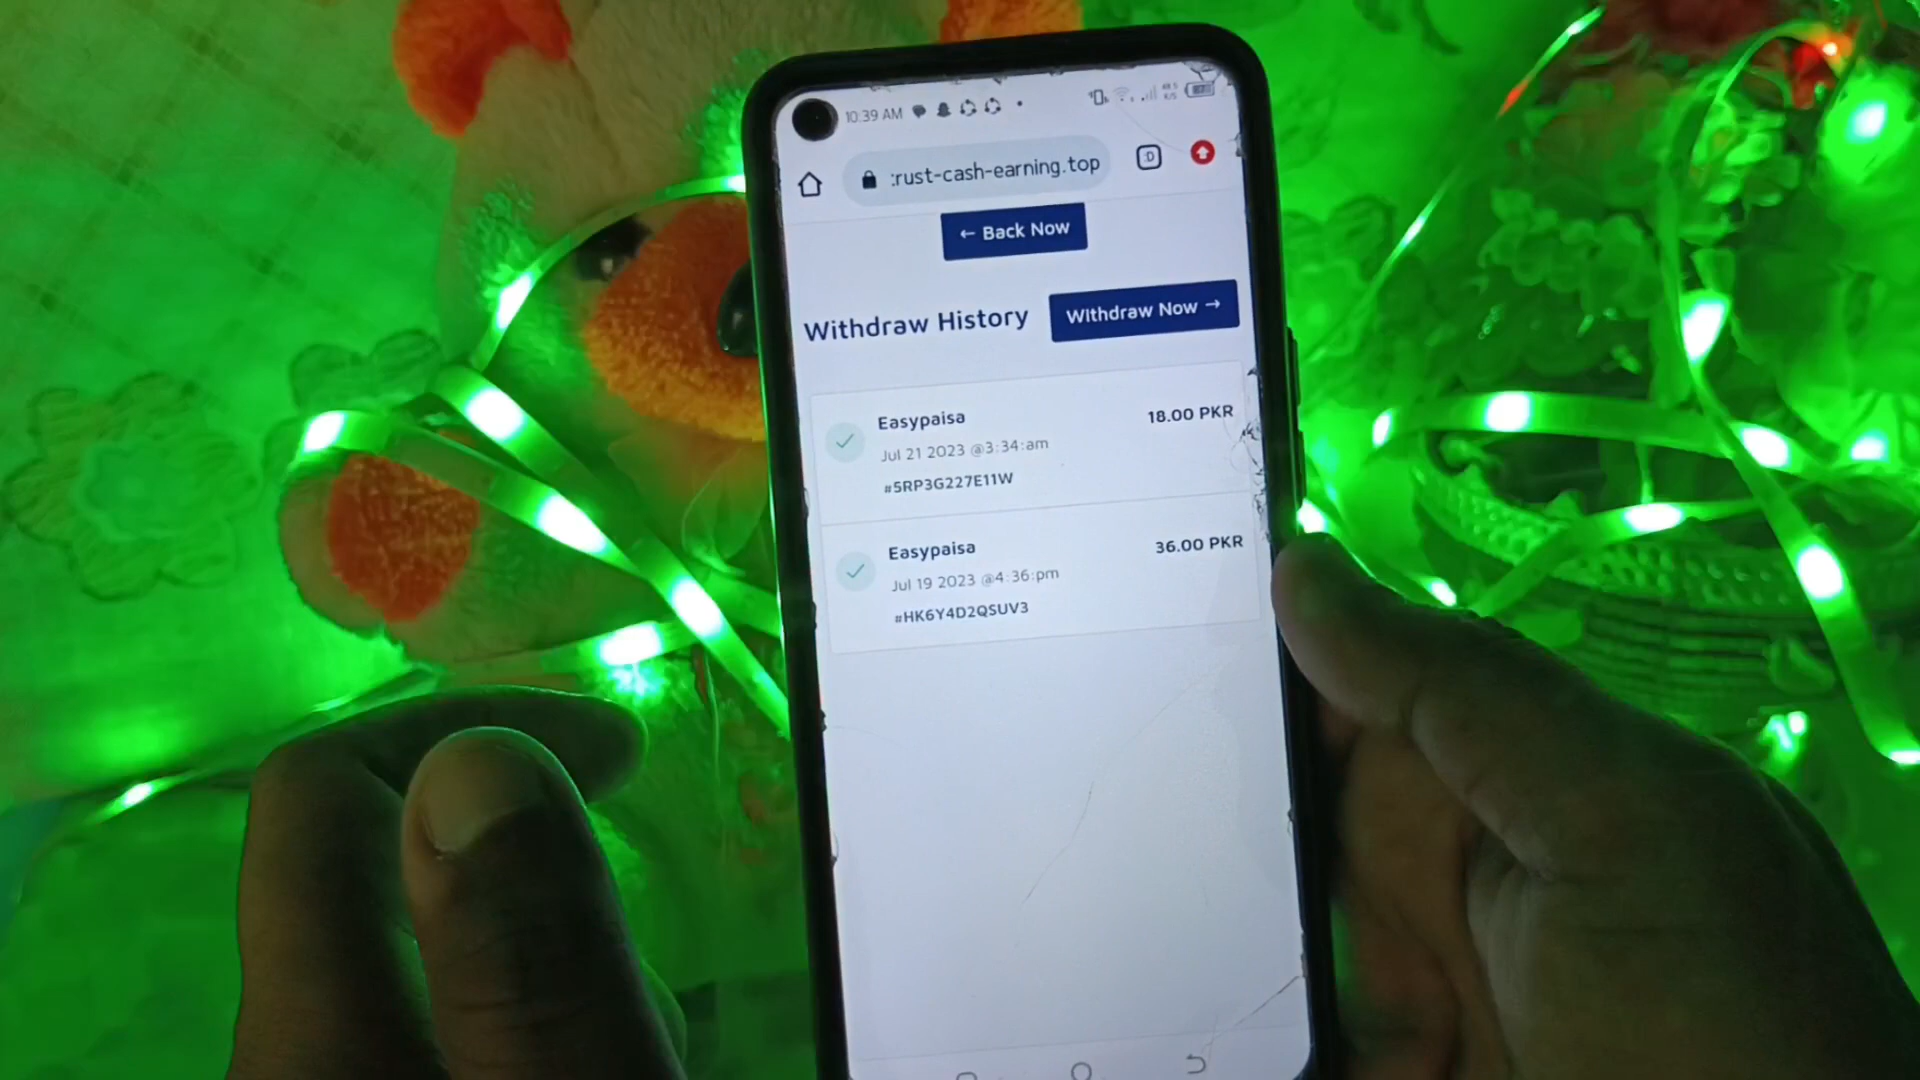 10:39 AM
:rust-cash-earning.top
:D
← Back Now
Withdraw History
Withdraw Now →
Easypaisa
18.00 PKR
Jul 21 2023 @3:34:am
#5RP3G227E11W
Easypaisa
36.00 PKR
Jul 19 2023 @4:36:pm
#HK6Y4D2QSUV3